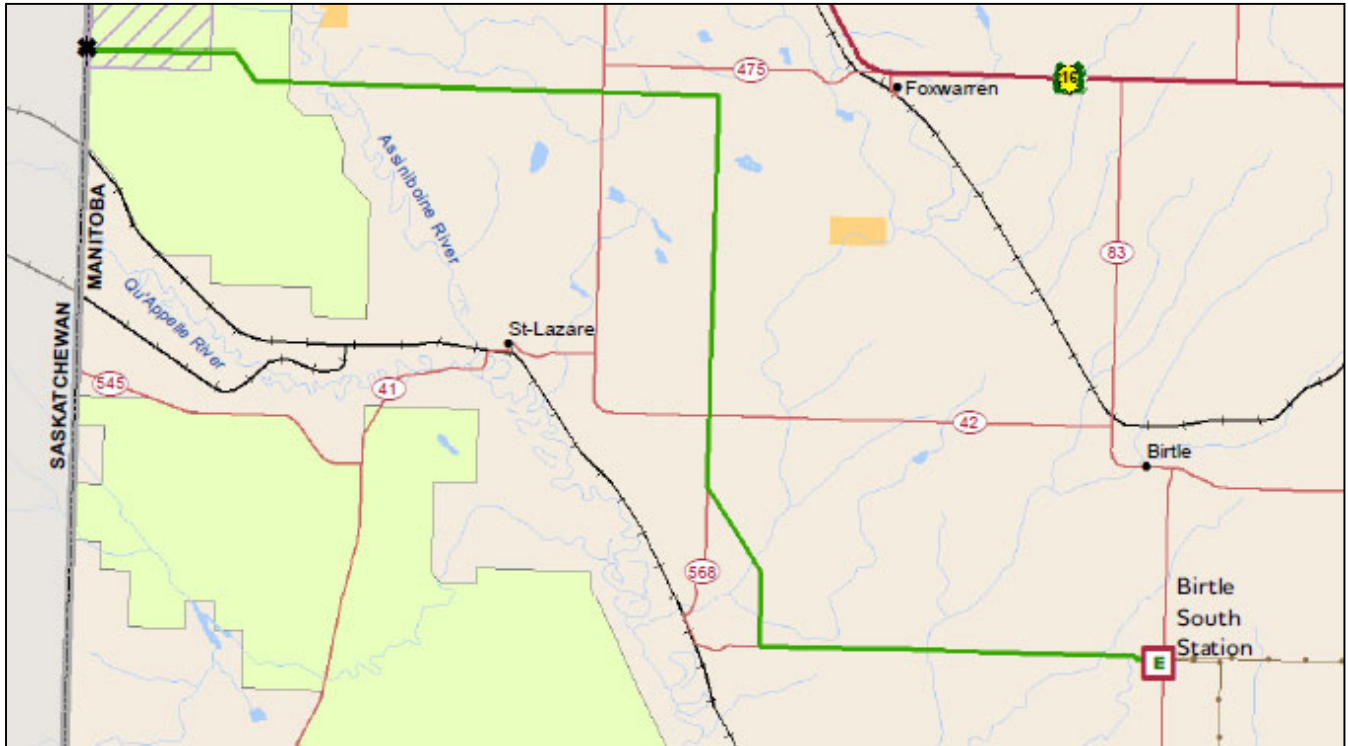 16
475
Foxwarren
Assiniboine River
MANITOBA
83
Qu'Appelle River
SASKATCHEWAN
St-Lazare
545
41
42
Birtle
568
Birtle
South
Station
E